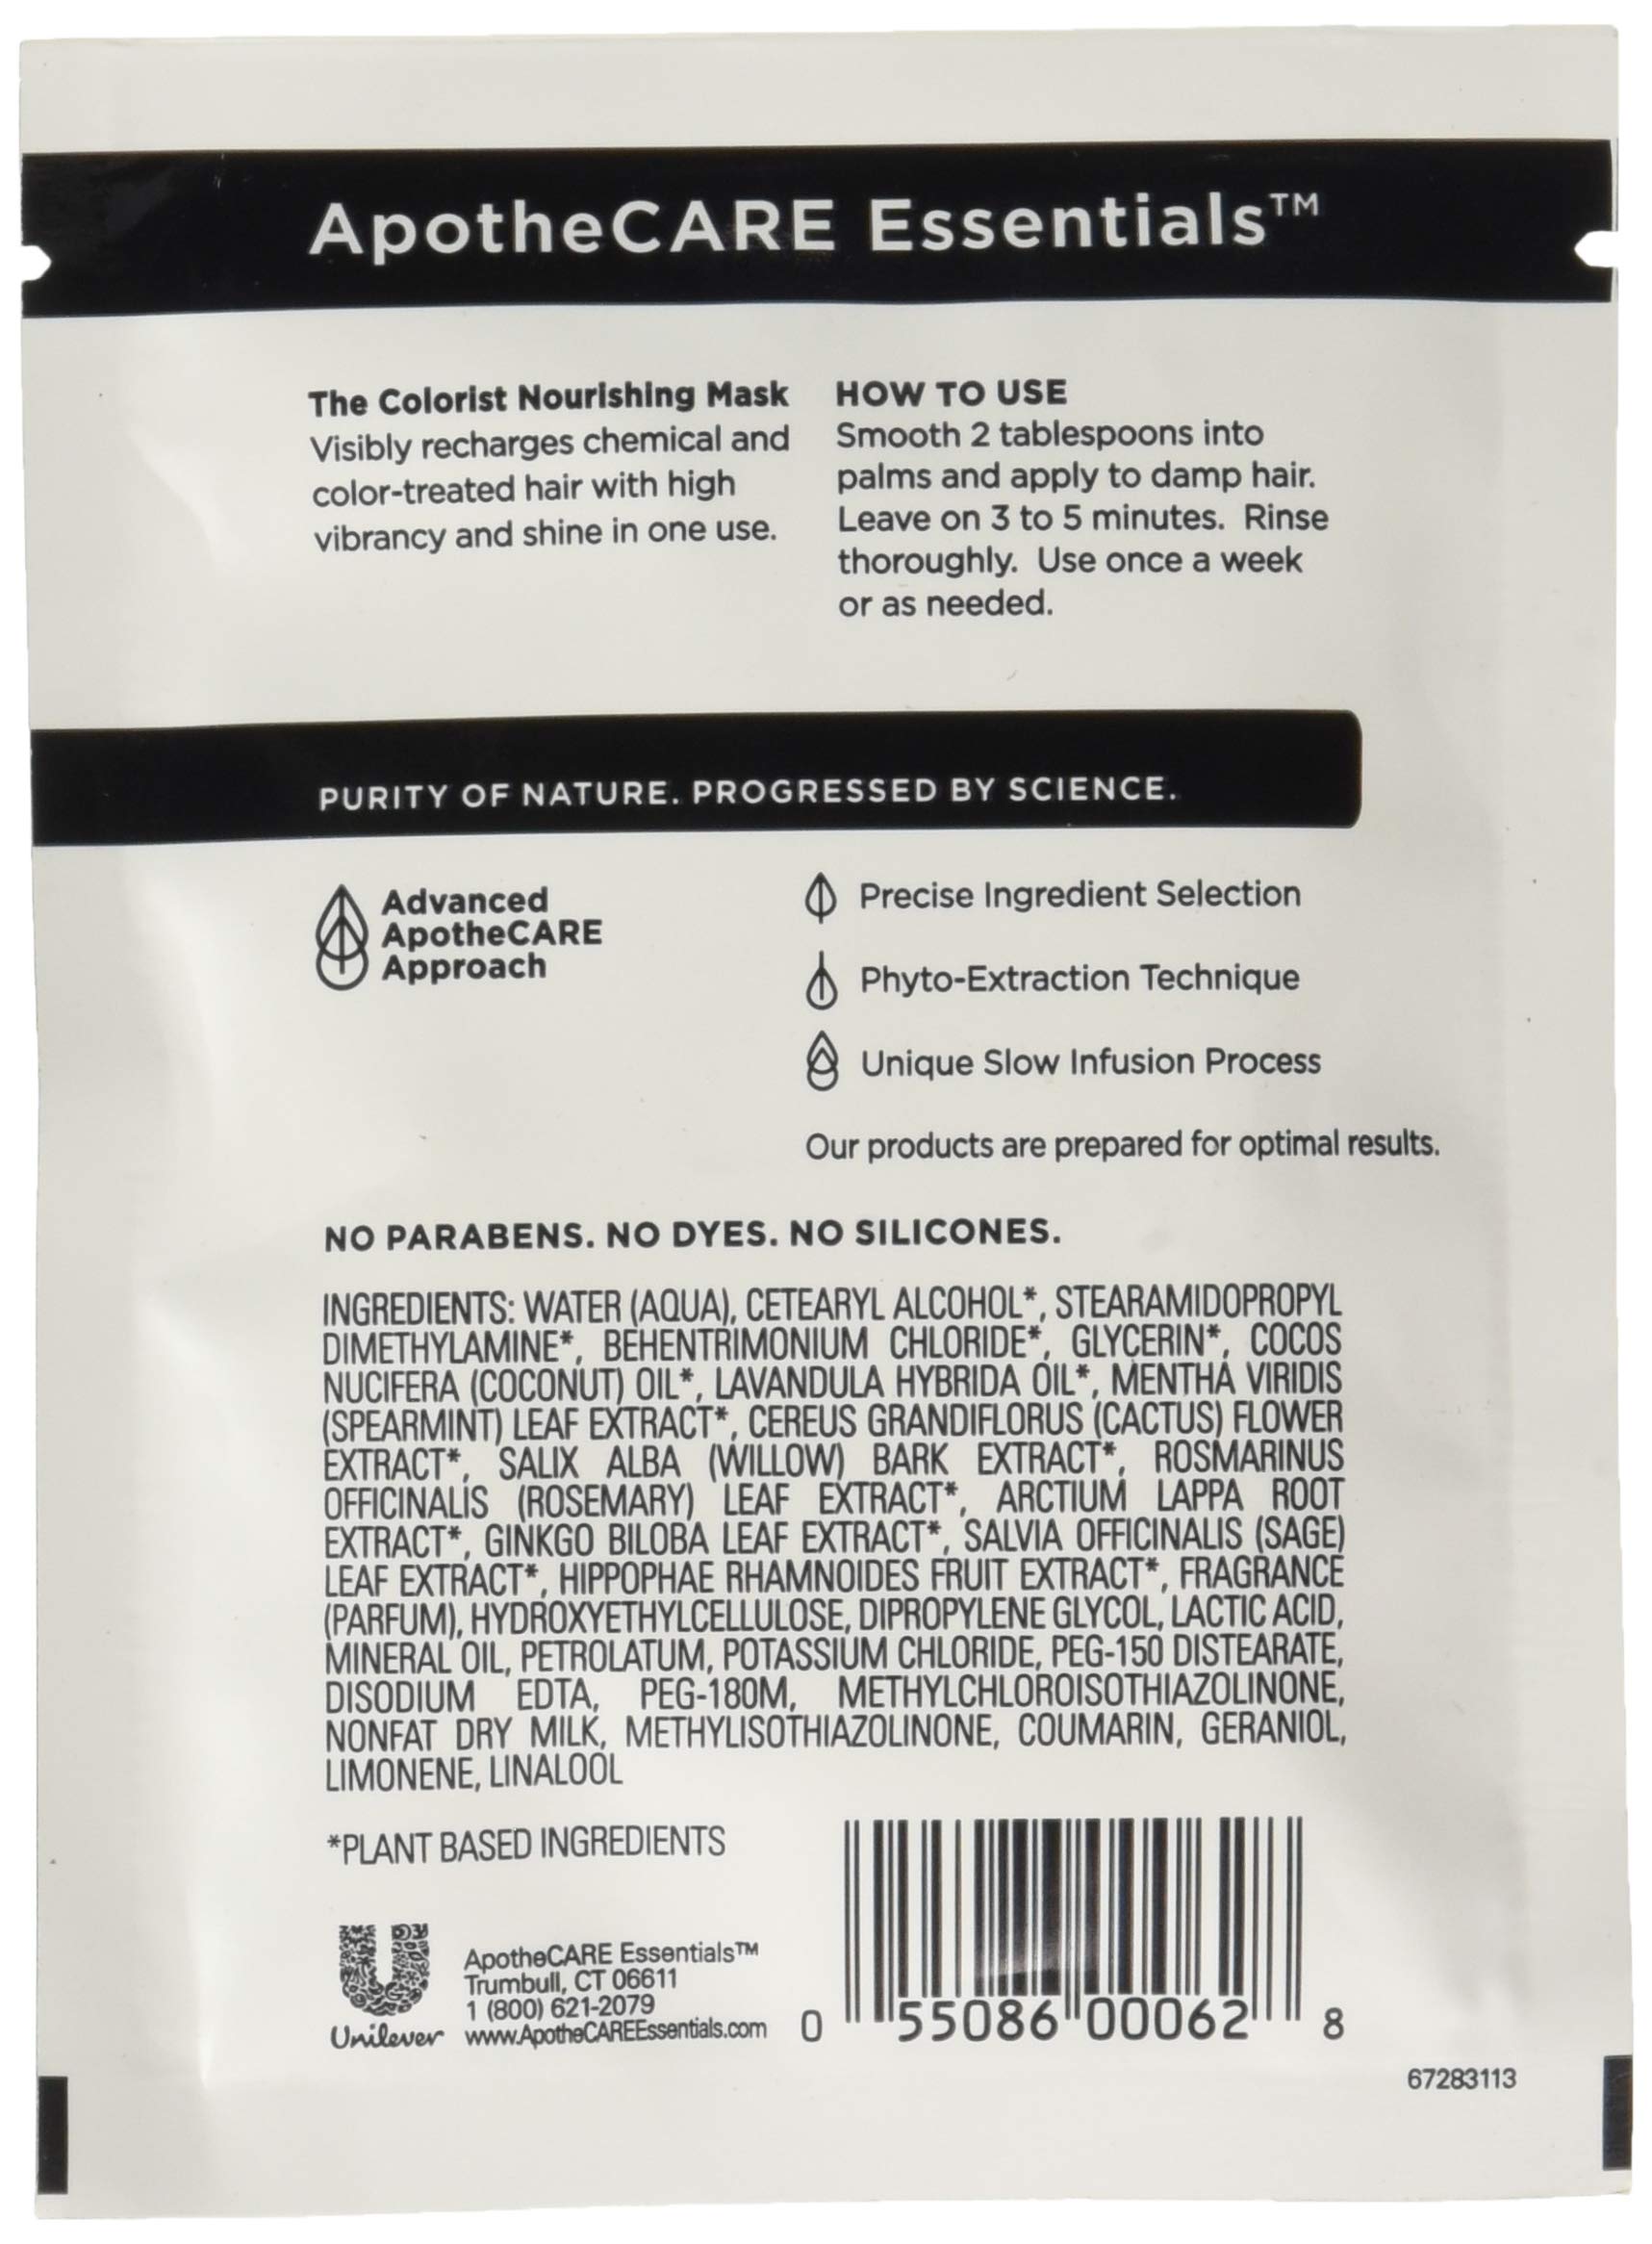 ApotheCARE Essentials™
The Colorist Nourishing Mask
Visibly recharges chemical and
color-treated hair with high
vibrancy and shine in one use.
HOW TO USE
Smooth 2 tablespoons into
palms and apply to damp hair.
Leave on 3 to 5 minutes. Rinse
thoroughly. Use once a week
or as needed.
PURITY OF NATURE. PROGRESSED BY SCIENCE.
Advanced
ApotheCARE
Approach
Precise Ingredient Selection
Phyto-Extraction Technique
Unique Slow Infusion Process
Our products are prepared for optimal results.
NO PARABENS. NO DYES. NO SILICONES.
INGREDIENTS: WATER (AQUA), CETEARYL ALCOHOL*, STEARAMIDOPROPYL
DIMETHYLAMINE*, BEHENTRIMONIUM CHLORIDE*, GLYCERIN*, COCOS
NUCIFERA (COCONUT) OIL*, LAVANDULA HYBRIDA OIL*, MENTHA VIRIDIS
(SPEARMINT) LEAF EXTRACT*, CEREUS GRANDIFLORUS (CACTUS) FLOWER
EXTRACT*, SALIX ALBA (WILLOW) BARK EXTRACT*, ROSMARINUS
OFFICINALIS (ROSEMARY) LEAF EXTRACT*, ARCTIUM LAPPA ROOT
EXTRACT*, GINKGO BILOBA LEAF EXTRACT*, SALVIA OFFICINALIS (SAGE)
LEAF EXTRACT*, HIPPOPHAE RHAMNOIDES FRUIT EXTRACT*, FRAGRANCE
(PARFUM), HYDROXYETHYLCELLULOSE, DIPROPYLENE GLYCOL, LACTIC ACID,
MINERAL OIL, PETROLATUM, POTASSIUM CHLORIDE, PEG-150 DISTEARATE,
DISODIUM EDTA, PEG-180M, METHYLCHLOROISOTHIAZOLINONE,
NONFAT DRY MILK, METHYLISOTHIAZOLINONE, COUMARIN, GERANIOL,
LIMONENE, LINALOOL
*PLANT BASED INGREDIENTS
Unilever
ApotheCARE Essentials™
Trumbull, CT 06611
1 (800) 621-2079
www.ApotheCAREEssentials.com
0 55086 00062 8
67283113